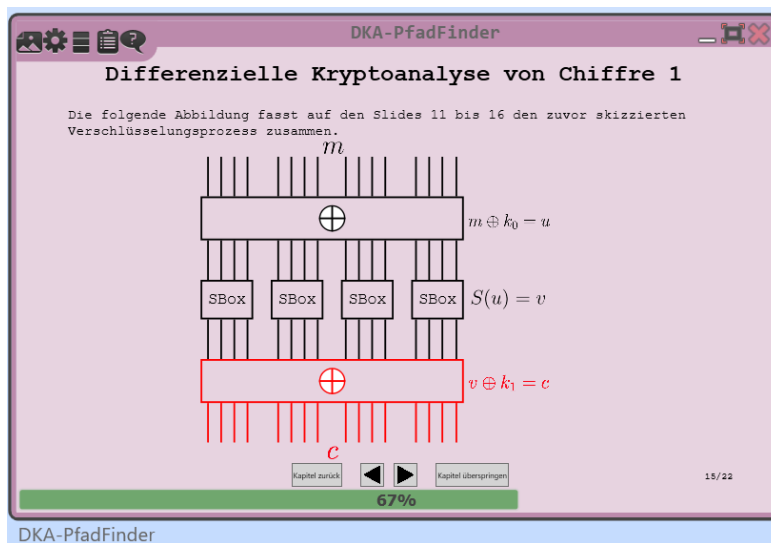 DKA-PfadFinder
Differenzielle Kryptoanalyse von Chiffre 1
Die folgende Abbildung fasst auf den Slides 11 bis 16 den zuvor skizzierten
Verschlüsselungsprozess zusammen.
m
m ⊕ k₀ = u
SBox SBox SBox SBox S(u) = v
v ⊕ k₁ = c
c
Kapitel zurück Kapitel überspringen 15/22
67%
DKA-PfadFinder